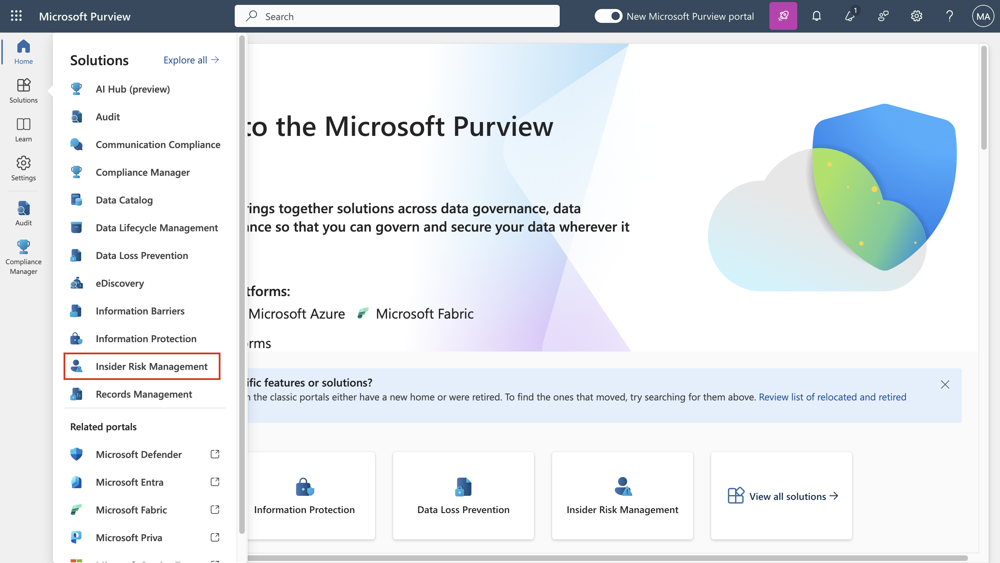 Microsoft Purview
Search
New Microsoft Purview portal
1
MA
Home
Solutions
Learn
Settings
Audit
Compliance
Manager
Solutions
Explore all
AI Hub (preview)
Audit
Communication Compliance
Compliance Manager
Data Catalog
Data Lifecycle Management
Data Loss Prevention
eDiscovery
Information Barriers
Information Protection
Insider Risk Management
Records Management
Related portals
Microsoft Defender
Microsoft Entra
Microsoft Fabric
Microsoft Priva
to the Microsoft Purview
rings together solutions across data governance, data
ance so that you can govern and secure your data wherever it
tforms:
Microsoft Azure
Microsoft Fabric
orms
ific features or solutions?
the classic portals either have a new home or were retired. To find the ones that moved, try searching for them above. Review list of relocated and retired
Information Protection
Data Loss Prevention
Insider Risk Management
View all solutions